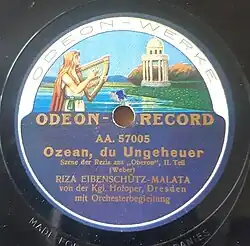 ODEON-WERKE
ODEON- RECORD
AA. 57005
Ozean, du Ungeheuer
Szene der Rezia aus „Oberon", II. Teil
(Weber)
RIZA EIBENSCHÜTZ-MALATA
von der Kgl. Hofoper, Dresden
mit Orchesterbegleitung
MADE